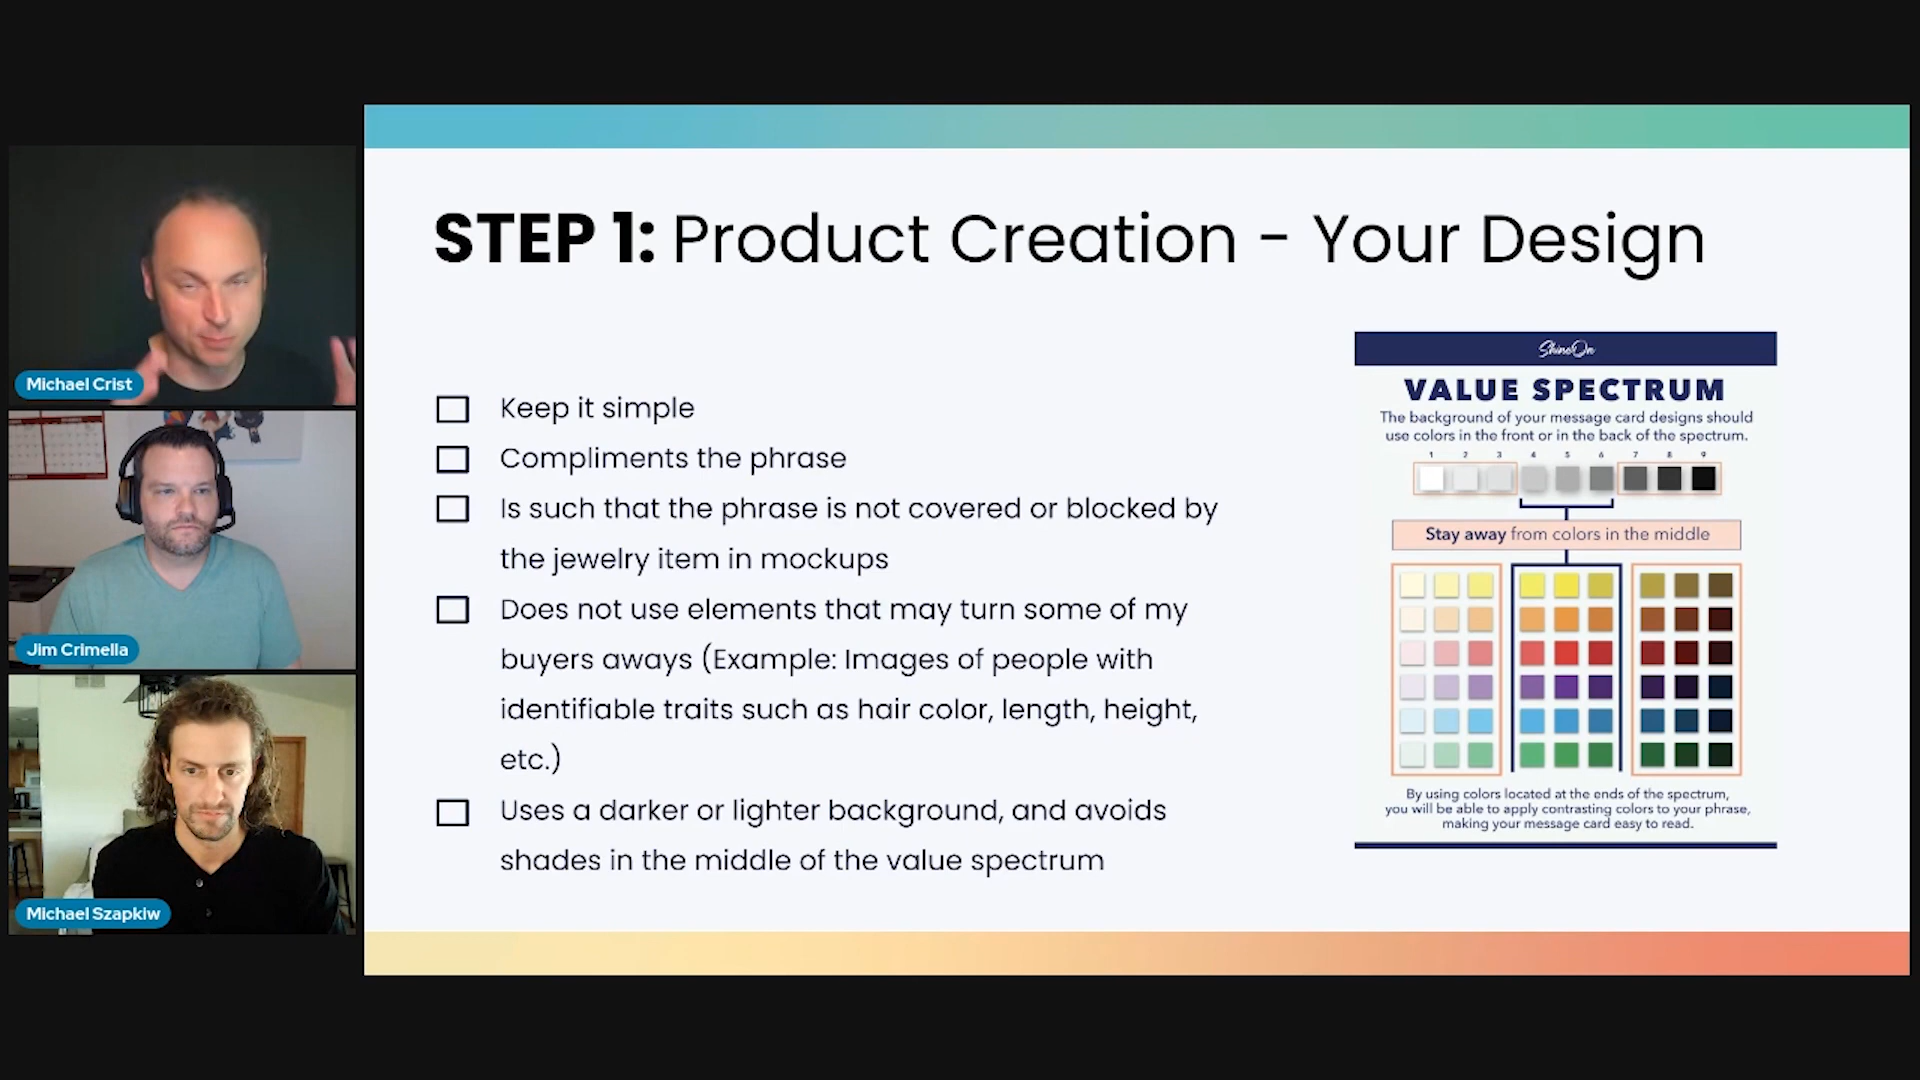 STEP 1: Product Creation - Your Design
Keep it simple
Compliments the phrase
Is such that the phrase is not covered or blocked by
the jewelry item in mockups
Does not use elements that may turn some of my
buyers aways (Example: Images of people with
identifiable traits such as hair color, length, height,
etc.)
Uses a darker or lighter background, and avoids
shades in the middle of the value spectrum
ShineOn
VALUE SPECTRUM
The background of your message card designs should
use colors in the front or in the back of the spectrum.
1 2 3 4 5 6 7 8 9
Stay away from colors in the middle
By using colors located at the ends of the spectrum,
you will be able to apply contrasting colors to your phrase,
making your message card easy to read.
Michael Crist
Jim Crimella
Michael Szapkiw